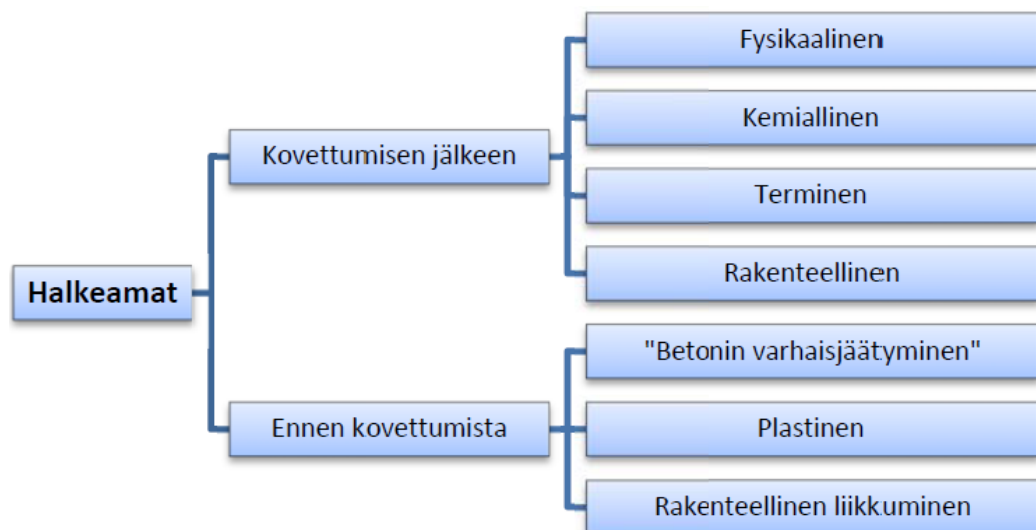 Halkeamat
Kovettumisen jälkeen
Fysikaalinen
Kemiallinen
Terminen
Rakenteellinen
Ennen kovettumista
"Betonin varhaisjäätyminen"
Plastinen
Rakenteellinen liikkuminen